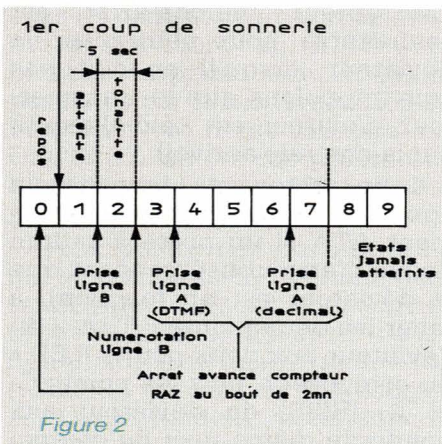 1er coup de sonnerie
5 sec
repos
attente
tonalite
0 1 2 3 4 5 6 7 8 9
Prise ligne B
Prise ligne A (DTMF)
Prise ligne A (decimal)
Etats jamais atteints
Numerotation ligne B
Arret avance compteur
RAZ au bout de 2mn
Figure 2